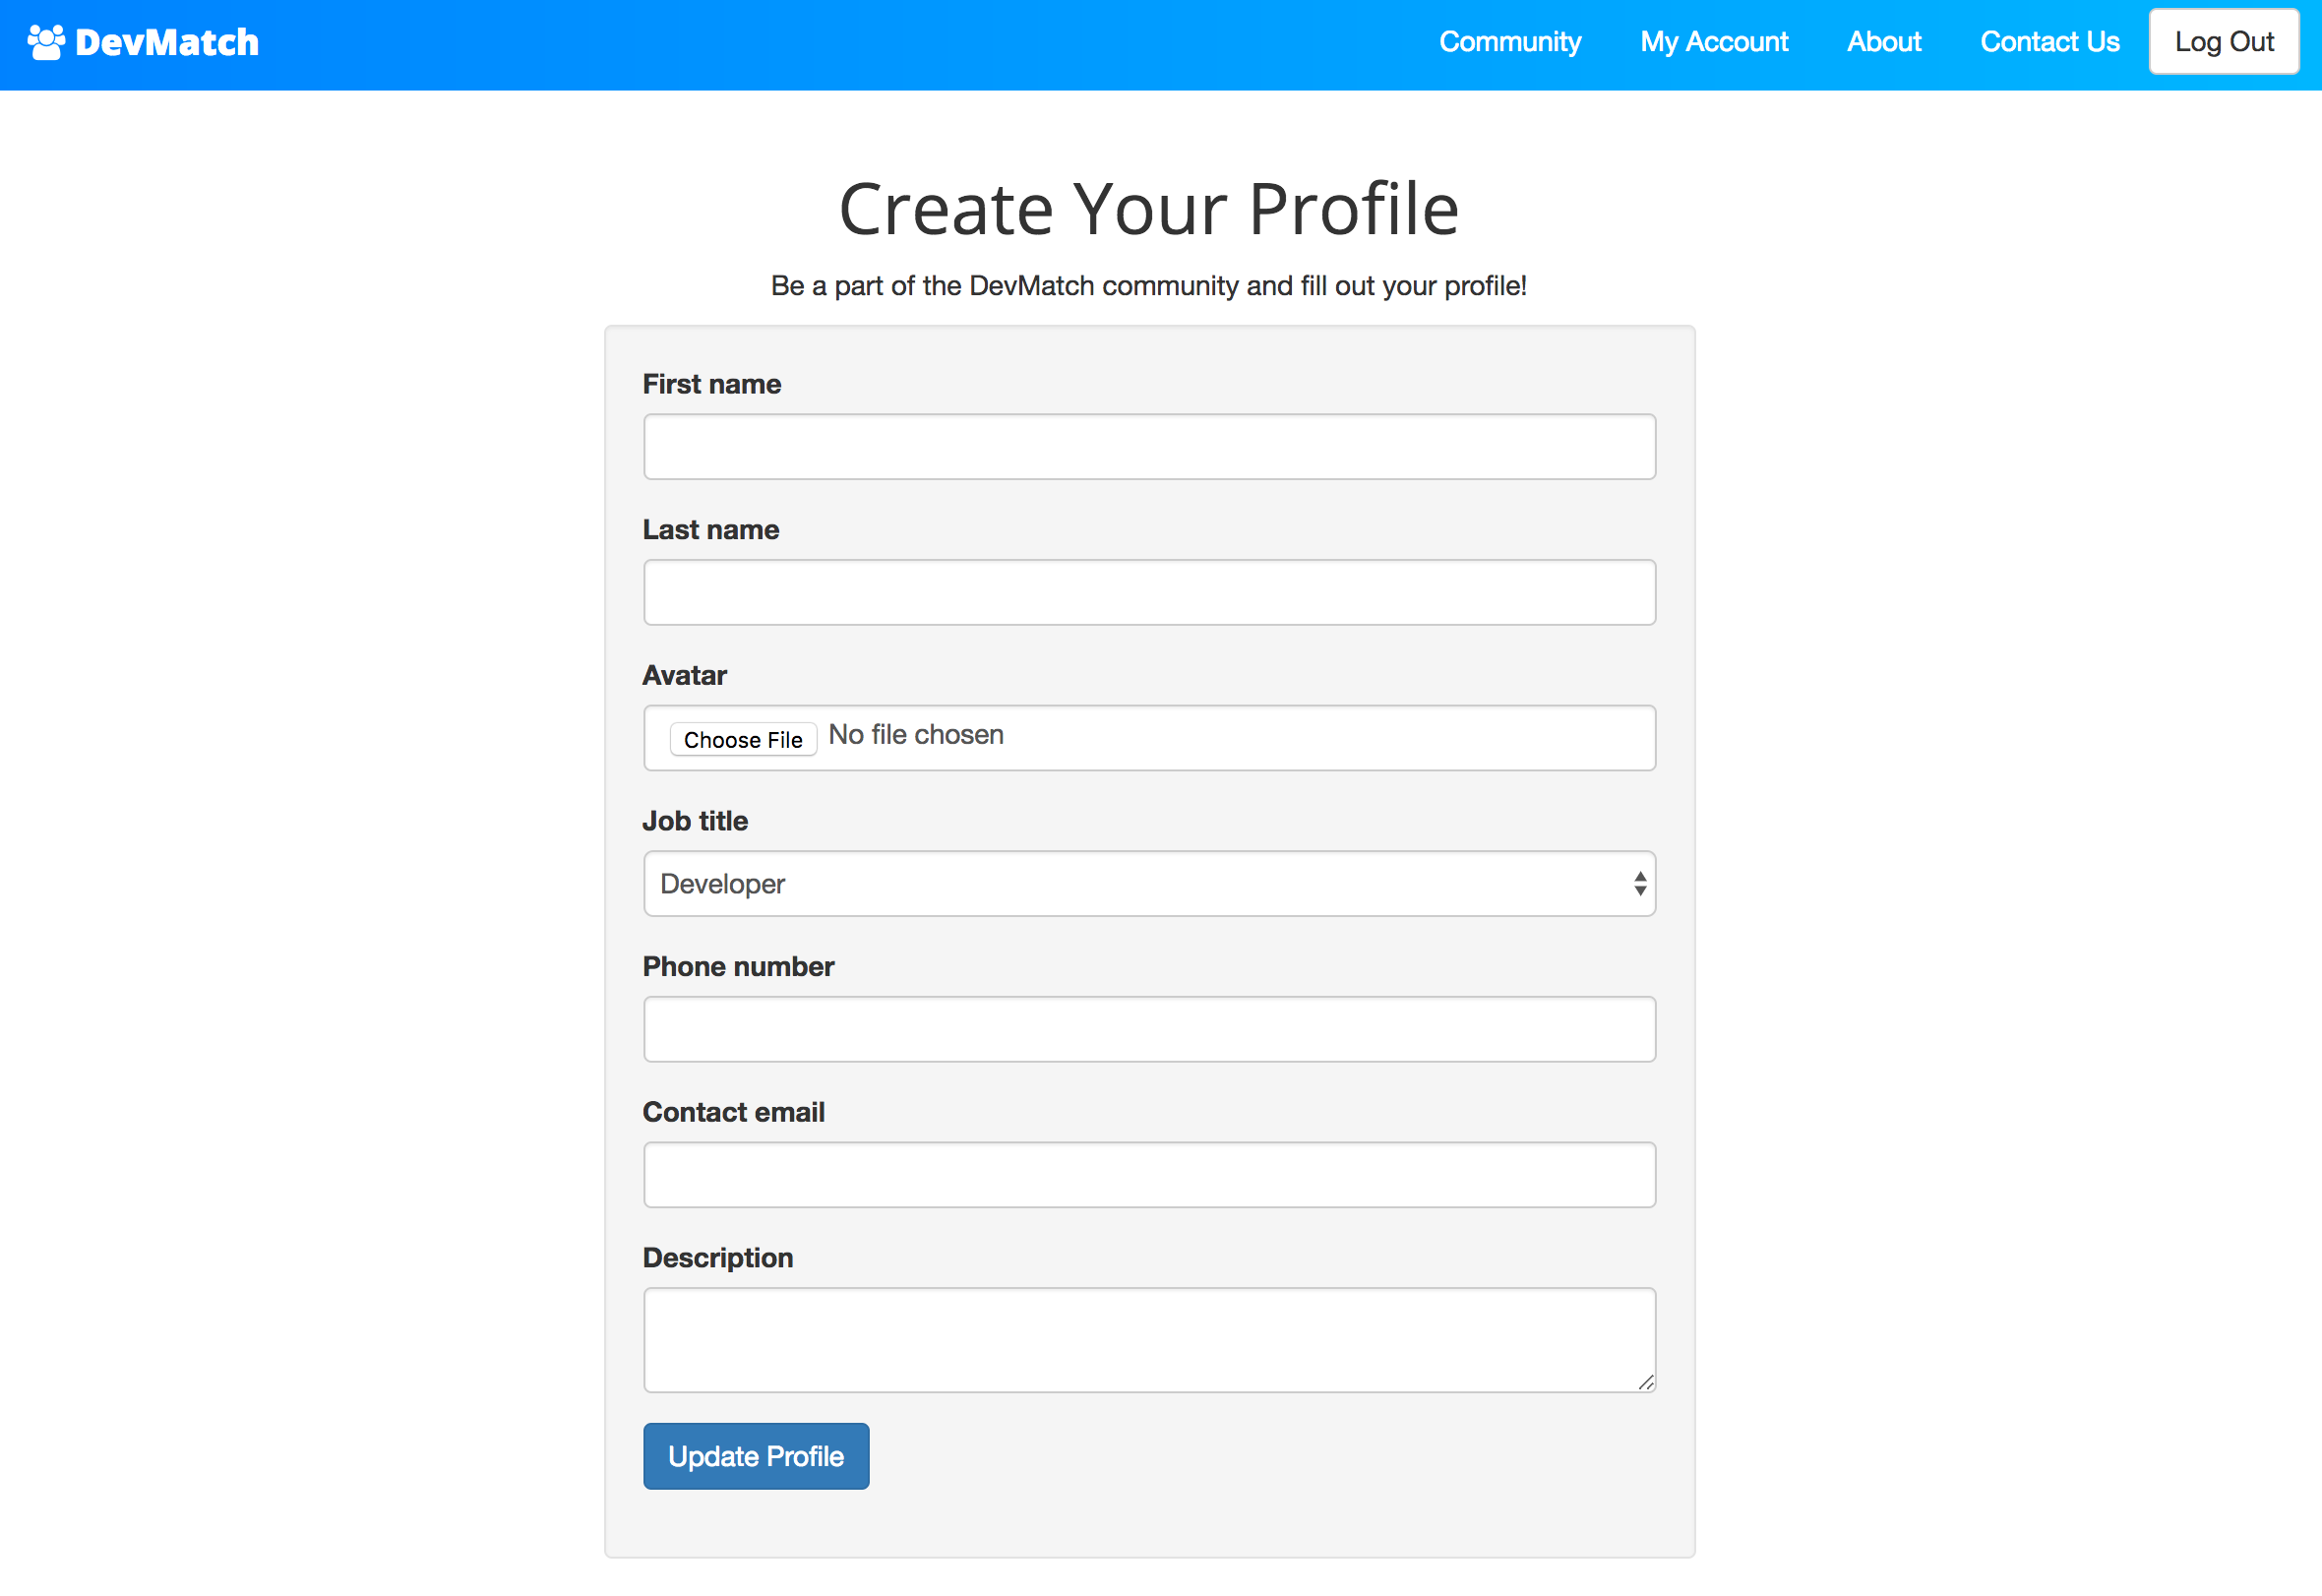 DevMatch
Community My Account About Contact Us Log Out
Create Your Profile
Be a part of the DevMatch community and fill out your profile!
First name
Last name
Avatar
Choose File No file chosen
Job title
Developer
Phone number
Contact email
Description
Update Profile